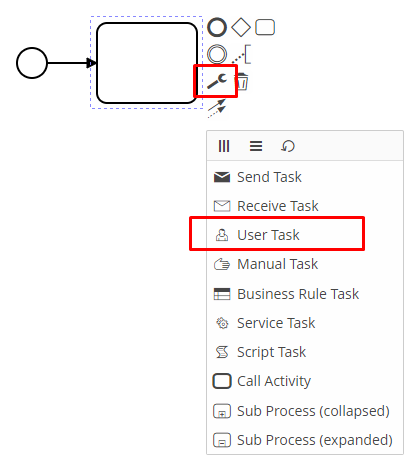 Send Task
Receive Task
User Task
Manual Task
Business Rule Task
Service Task
Script Task
Call Activity
Sub Process (collapsed)
Sub Process (expanded)